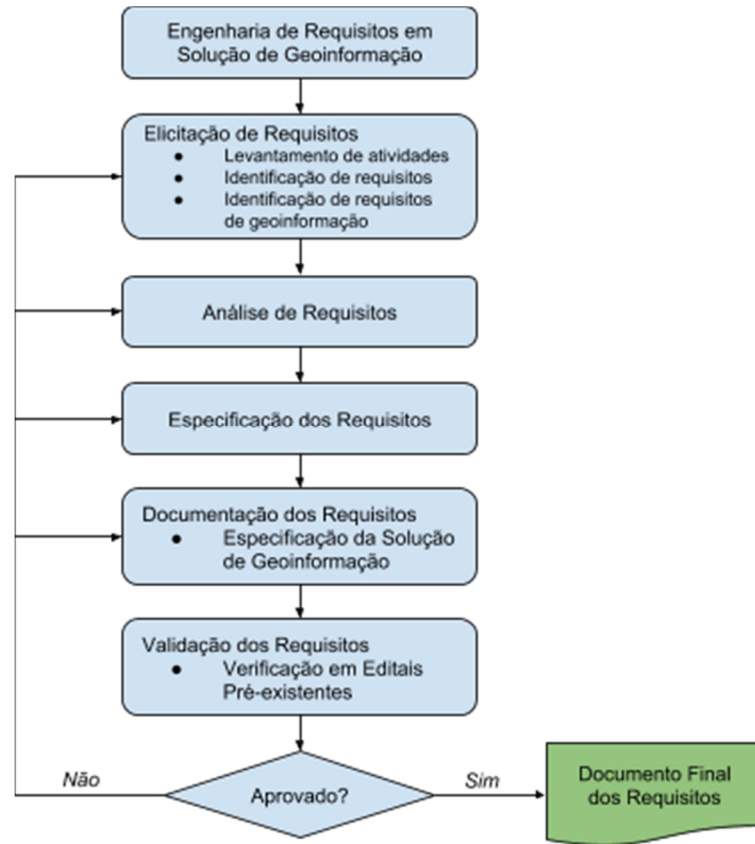 Engenharia de Requisitos em
Solução de Geoinformação
Elicitação de Requisitos
● Levantamento de atividades
● Identificação de requisitos
● Identificação de requisitos
de geoinformação
Análise de Requisitos
Especificação dos Requisitos
Documentação dos Requisitos
● Especificação da Solução
de Geoinformação
Validação dos Requisitos
● Verificação em Editais
Pré-existentes
Não
Aprovado?
Sim
Documento Final
dos Requisitos